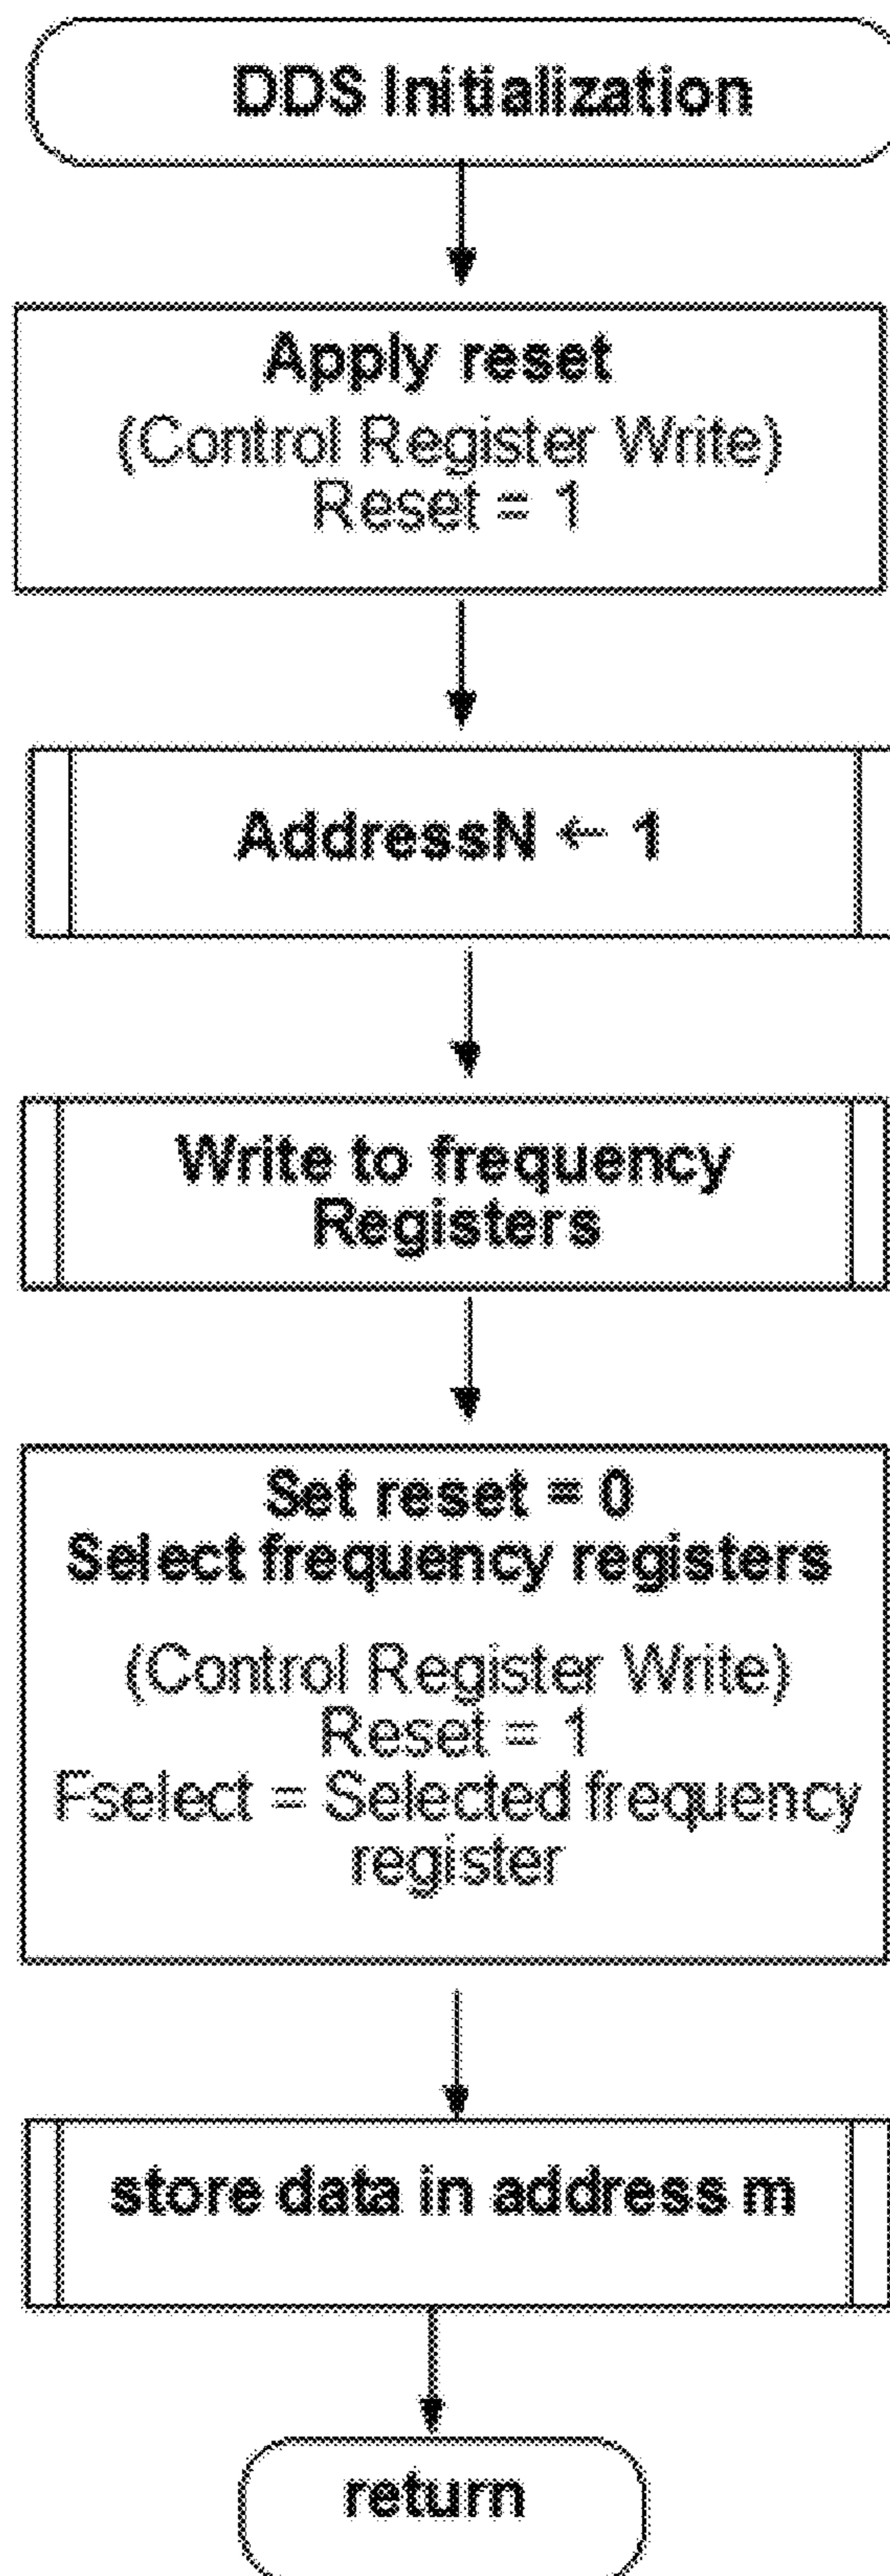 DDS Initialization
Apply reset
(Control Register Write)
Reset = 1
AddressN ← 1
Write to frequency
Registers
Set reset = 0
Select frequency registers
(Control Register Write)
Reset = 1
Fselect = Selected frequency
register
store data in address m
return